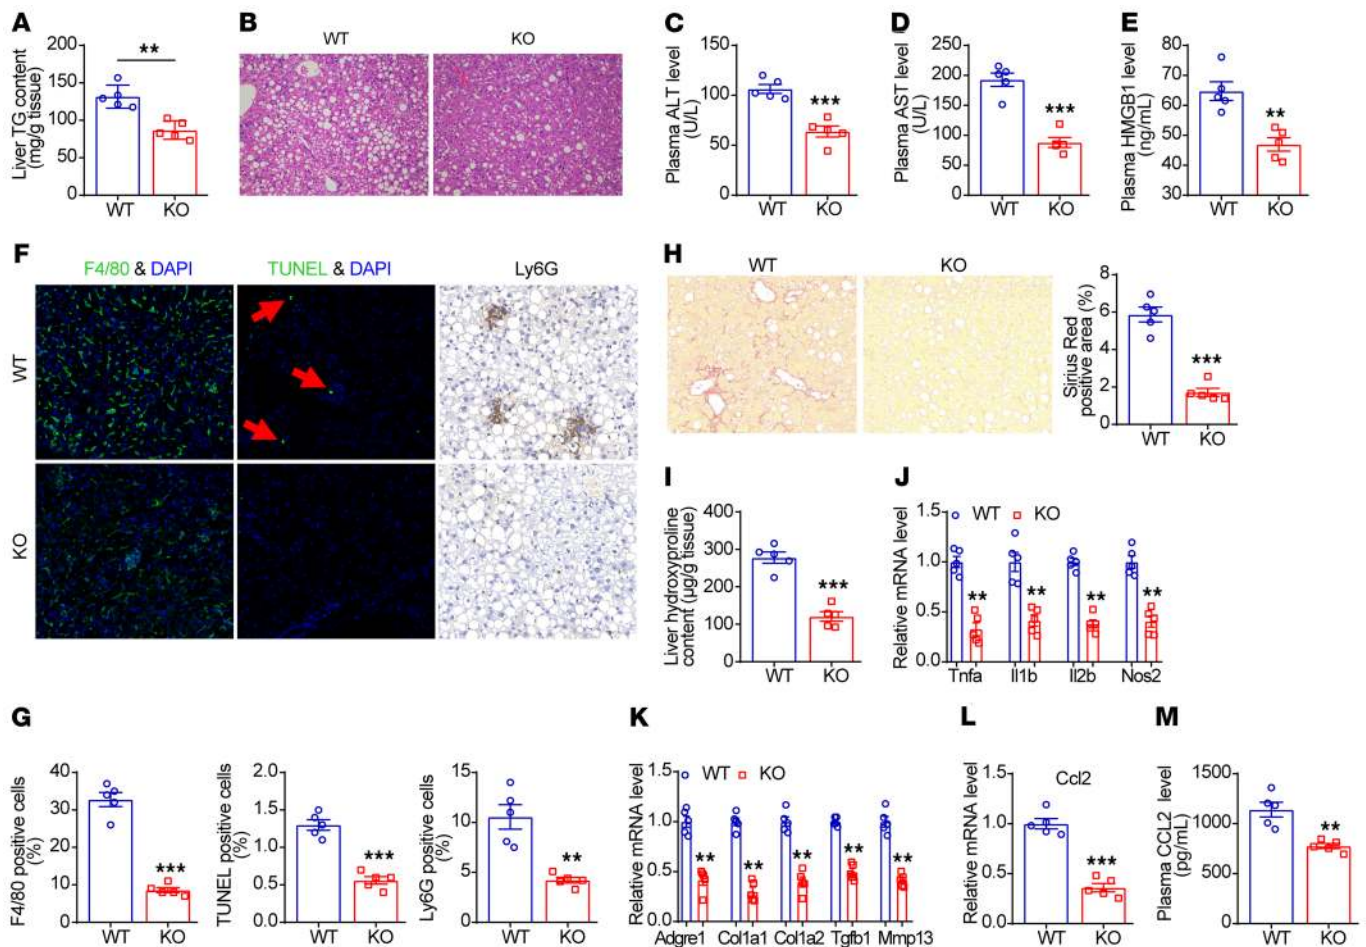 A
Liver TG content
(mg/g tissue)
200
150
100
50
0
**
WT
KO
B
WT
KO
C
Plasma ALT level
(U/L)
150
100
50
0
***
WT
KO
D
Plasma AST level
(U/L)
250
200
150
100
50
0
***
WT
KO
E
Plasma HMGB1
(ng/mL)
80
70
60
50
40
30
**
WT
KO
F
F4/80 & DAPI
TUNEL & DAPI
Ly6G
WT
KO
H
WT
KO
Sirius Red
positive area (%)
8
6
4
2
0
***
WT
KO
I
Liver hydroxyproline
content (µg/g tissue)
400
300
200
100
0
***
WT
KO
J
Relative mRNA level
1.5
1.0
0.5
0.0
WT
KO
**
**
**
**
Tnfa
Il1b
Il2b
Nos2
G
F4/80 positive cells
(%)
40
30
20
10
0
***
WT
KO
TUNEL positive cells
(%)
2.0
1.5
1.0
0.5
0.0
***
WT
KO
Ly6G positive cells
(%)
15
10
5
0
**
WT
KO
K
Relative mRNA level
1.5
1.0
0.5
0.0
WT
KO
**
**
**
**
**
Adgre1
Col1a1
Col1a2
Tgfb1
Mmp13
L
Relative mRNA level
1.5
1.0
0.5
0.0
Ccl2
***
WT
KO
M
Plasma CCL2 level
(pg/mL)
1500
1000
500
0
**
WT
KO